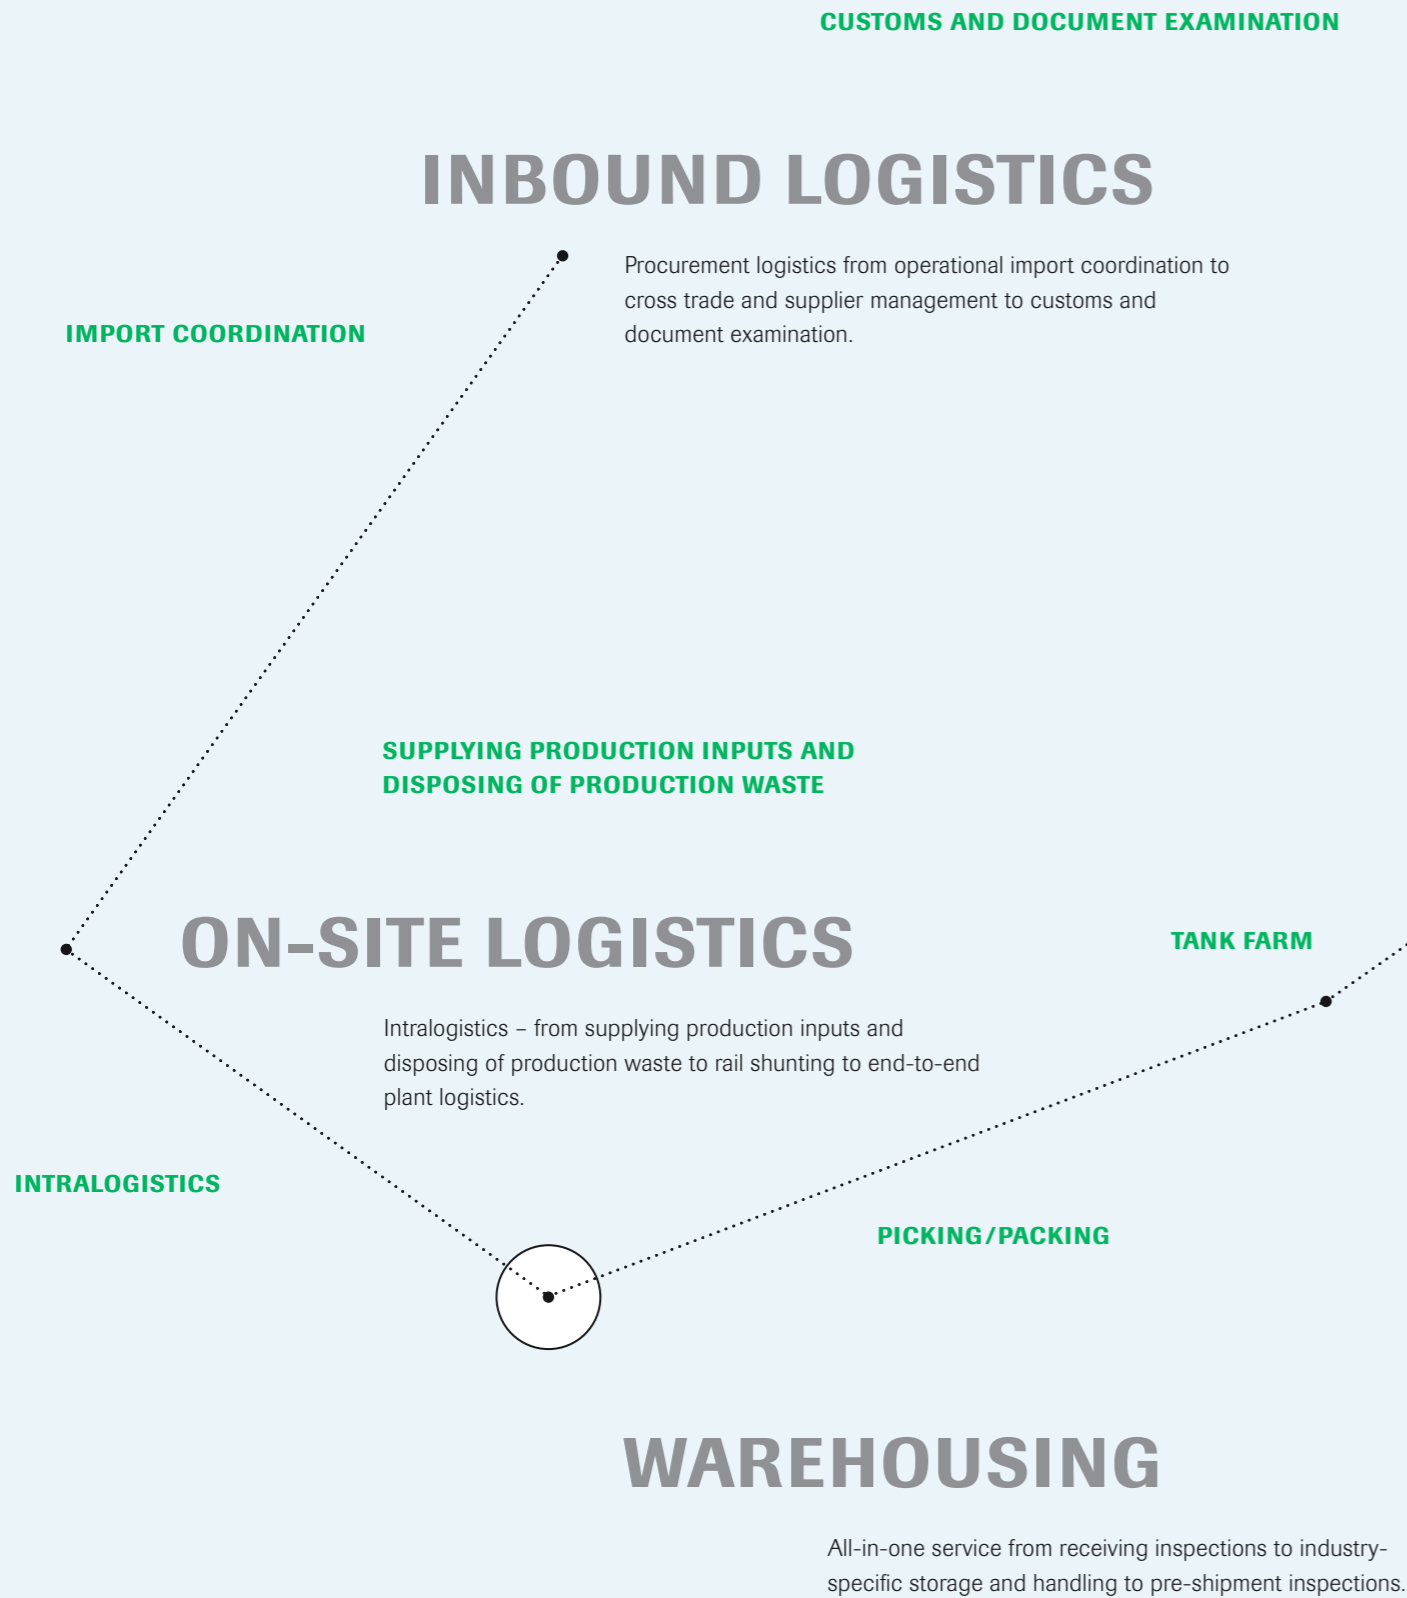 CUSTOMS AND DOCUMENT EXAMINATION
INBOUND LOGISTICS
Procurement logistics from operational import coordination to
cross trade and supplier management to customs and
document examination.
IMPORT COORDINATION
SUPPLYING PRODUCTION INPUTS AND
DISPOSING OF PRODUCTION WASTE
ON-SITE LOGISTICS
TANK FARM
Intralogistics – from supplying production inputs and
disposing of production waste to rail shunting to end-to-end
plant logistics.
INTRALOGISTICS
PICKING/PACKING
WAREHOUSING
All-in-one service from receiving inspections to industry-
specific storage and handling to pre-shipment inspections.